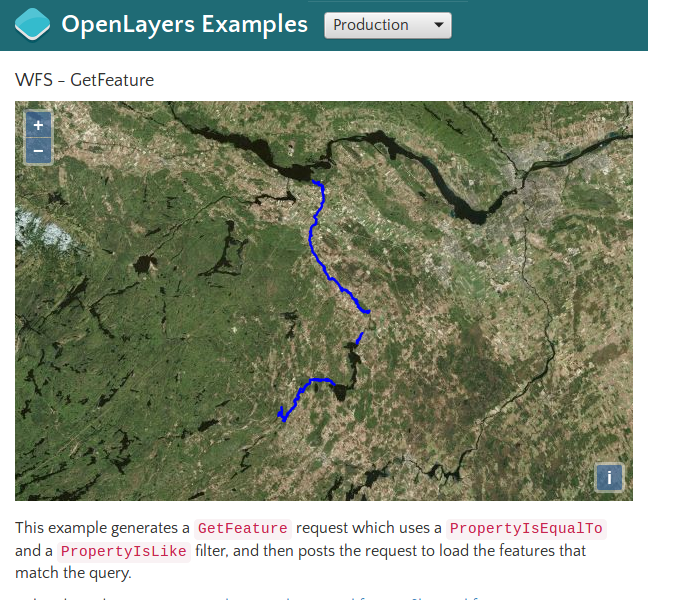 OpenLayers Examples
Production
WFS - GetFeature
+
−
i
This example generates a GetFeature request which uses a PropertyIsEqualTo
and a PropertyIsLike filter, and then posts the request to load the features that
match the query.